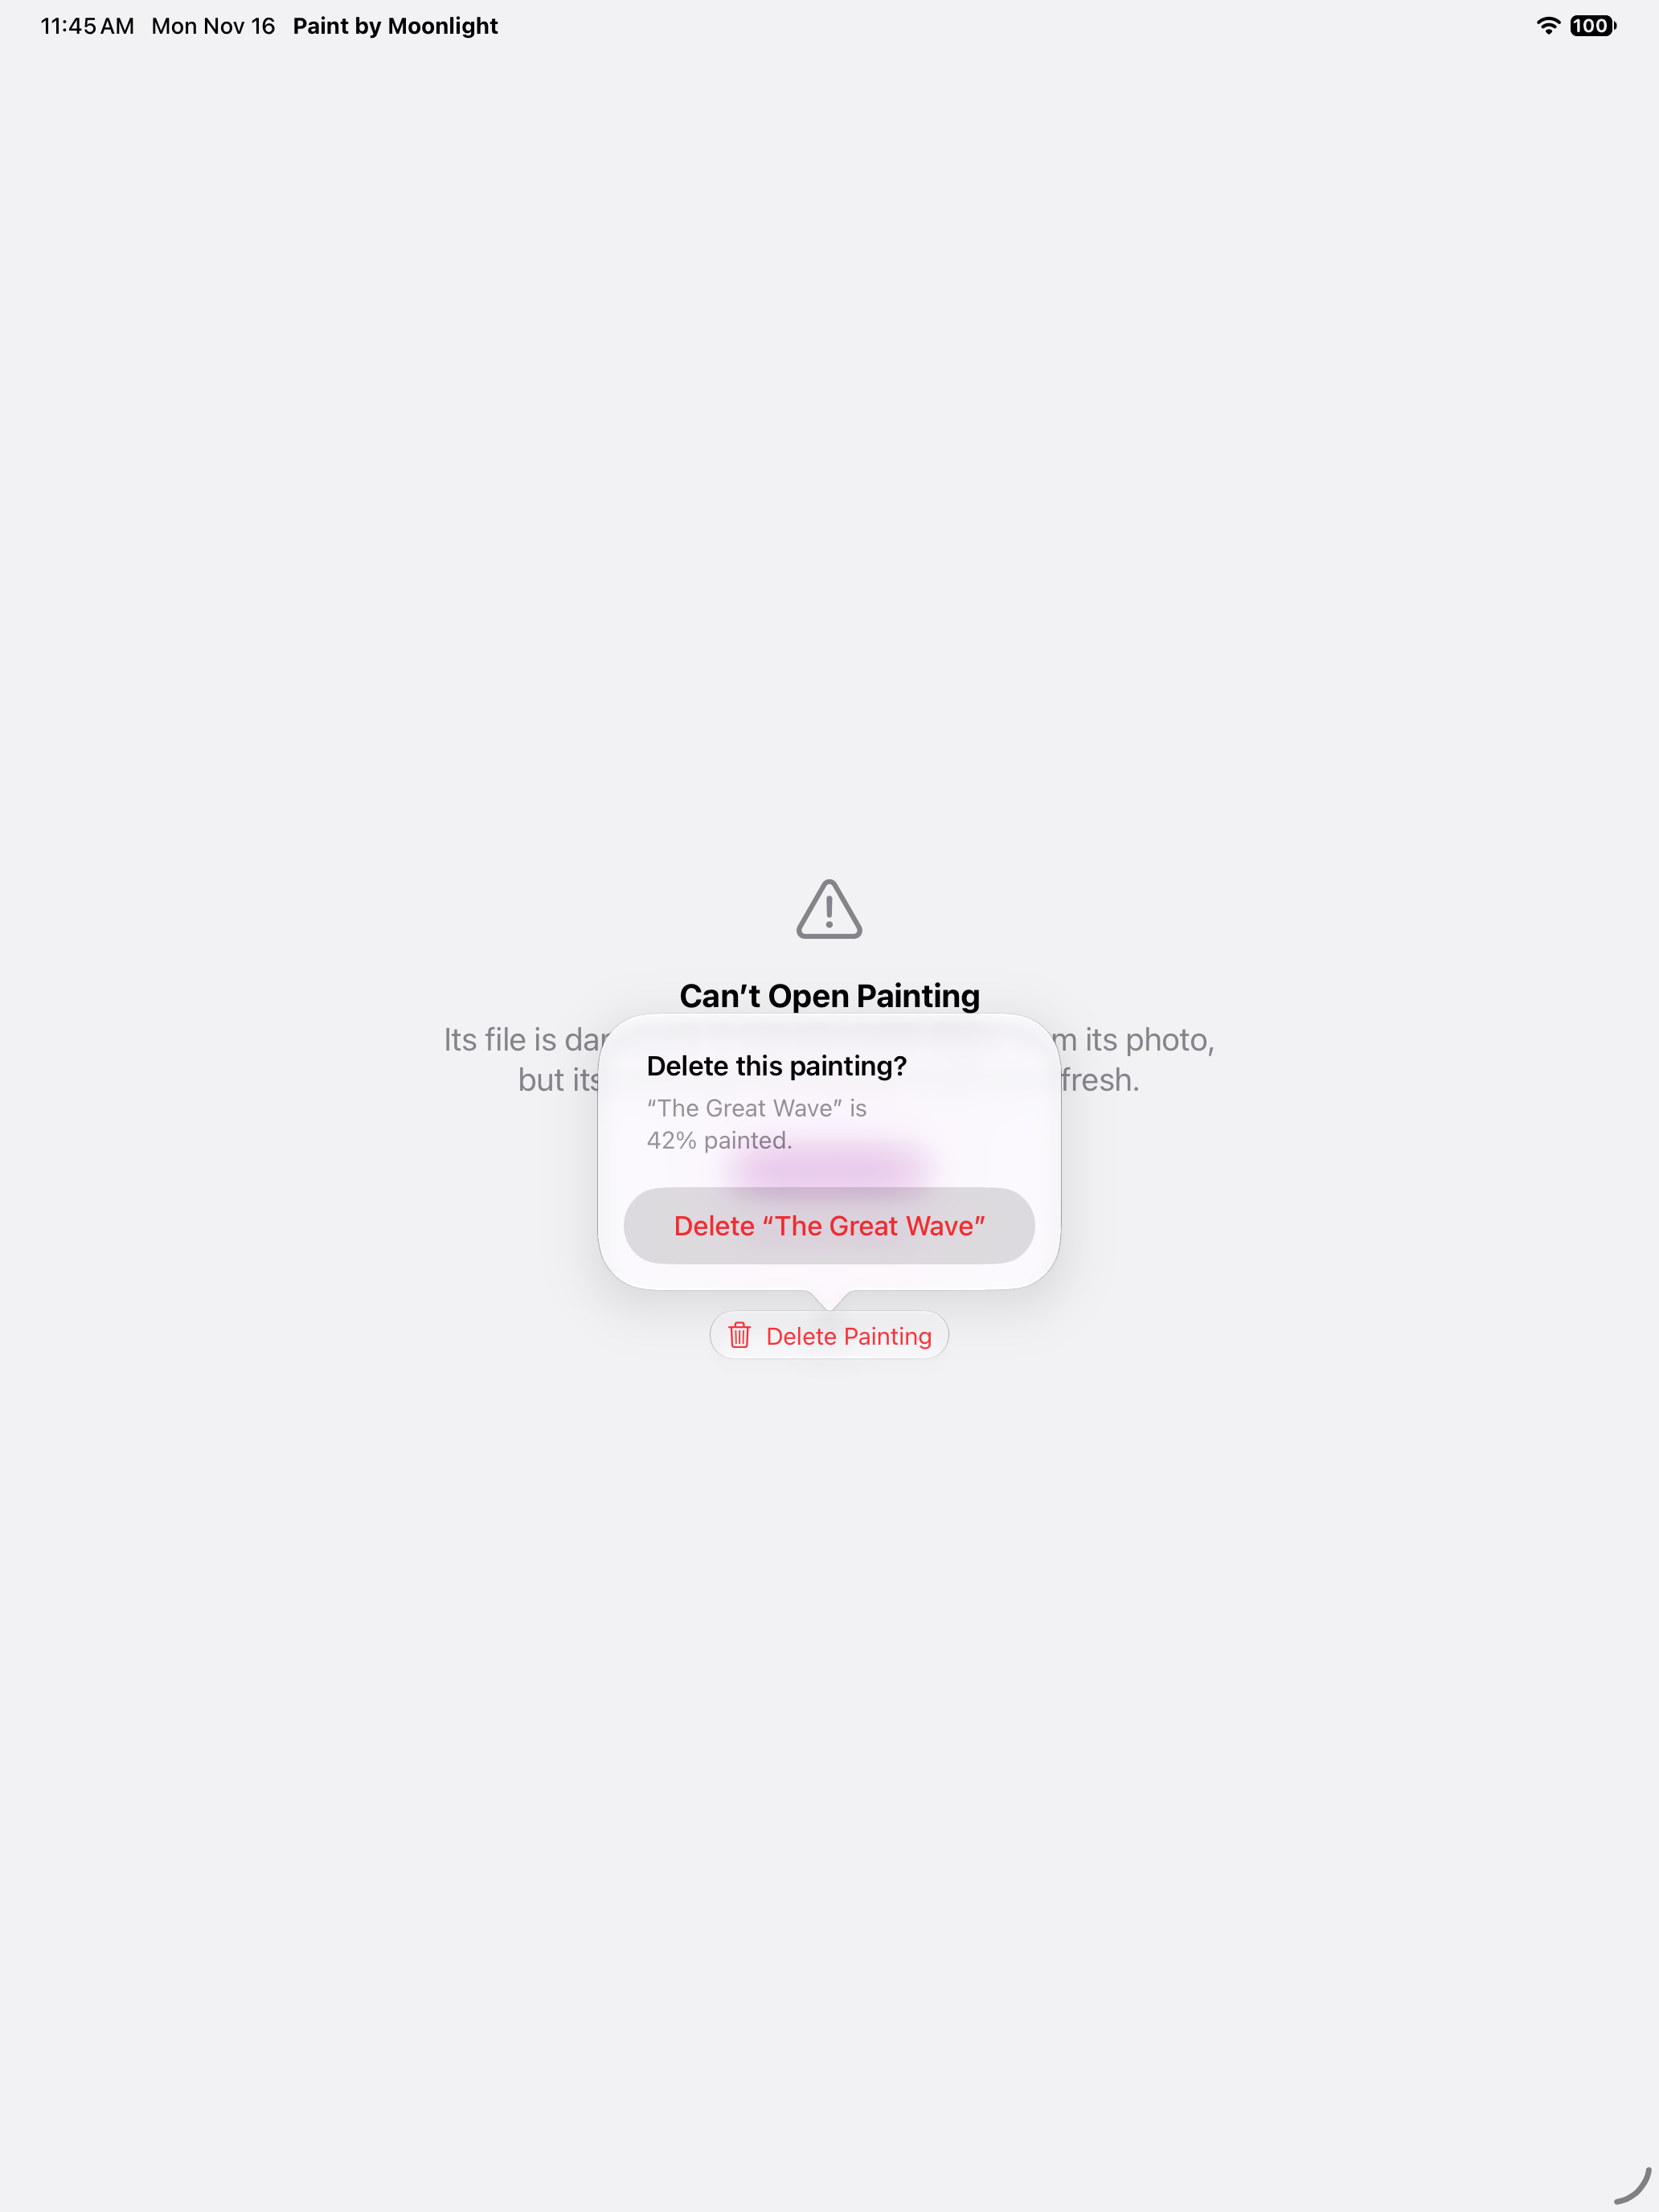 11:45 AM Mon Nov 16 Paint by Moonlight
100
Can’t Open Painting
Its file is m its photo,
but its fresh.
Delete this painting?
“The Great Wave” is
42% painted.
Delete “The Great Wave”
Delete Painting